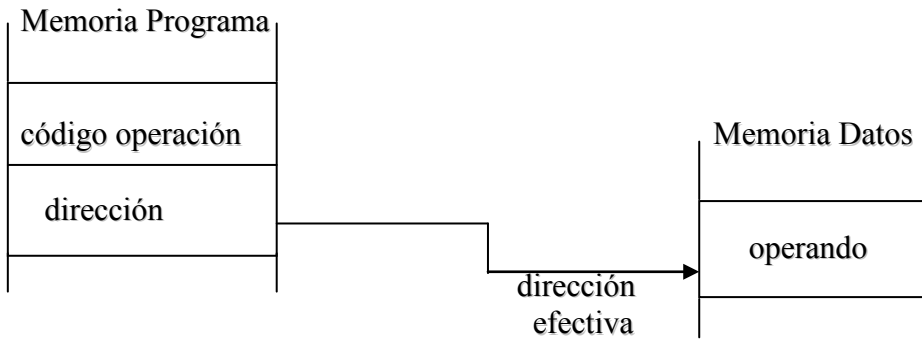 Memoria Programa
código operación
dirección
Memoria Datos
operando
dirección
efectiva